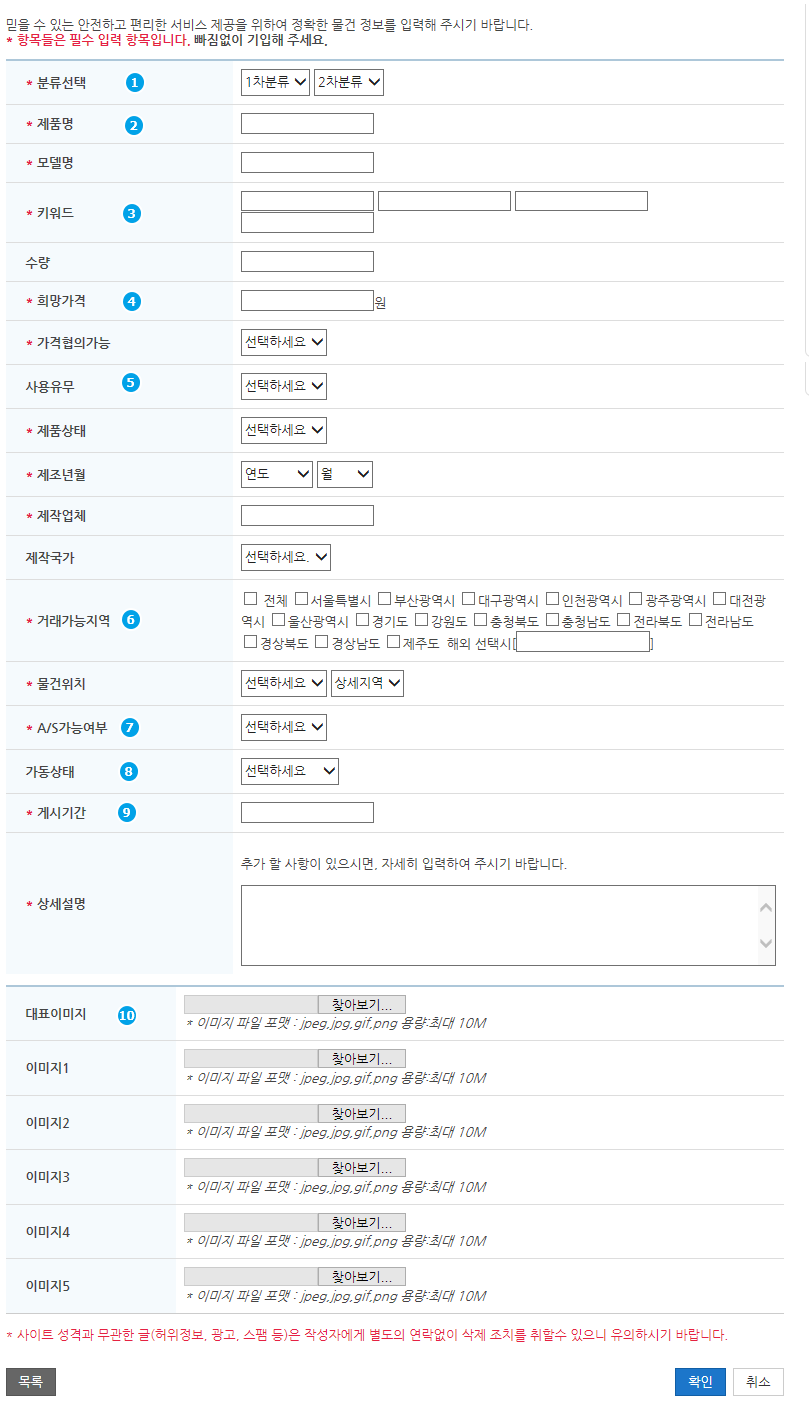 믿을 수 있는 안전하고 편리한 서비스 제공을 위하여 정확한 물건 정보를 입력해 주시기 바랍니다.
* 항목들은 필수 입력 항목입니다. 빠짐없이 기입해 주세요.
* 분류선택 1 1차분류 2차분류
* 제품명 2
* 모델명
* 키워드 3
수량
* 희망가격 4 원
* 가격협의가능 선택하세요
사용유무 5 선택하세요
* 제품상태 선택하세요
* 제조년월 연도 월
* 제작업체
제작국가 선택하세요.
* 거래가능지역 6 전체 서울특별시 부산광역시 대구광역시 인천광역시 광주광역시 대전광
역시 울산광역시 경기도 강원도 충청북도 충청남도 전라북도 전라남도
경상북도 경상남도 제주도 해외 선택시[ ]
* 물건위치 선택하세요 상세지역
* A/S가능여부 7 선택하세요
가동상태 8 선택하세요
* 게시기간 9
추가 할 사항이 있으시면, 자세히 입력하여 주시기 바랍니다.
* 상세설명
대표이미지 10 찾아보기...
* 이미지 파일 포맷 : jpeg,jpg,gif,png 용량:최대 10M
이미지1 찾아보기...
* 이미지 파일 포맷 : jpeg,jpg,gif,png 용량:최대 10M
이미지2 찾아보기...
* 이미지 파일 포맷 : jpeg,jpg,gif,png 용량:최대 10M
이미지3 찾아보기...
* 이미지 파일 포맷 : jpeg,jpg,gif,png 용량:최대 10M
이미지4 찾아보기...
* 이미지 파일 포맷 : jpeg,jpg,gif,png 용량:최대 10M
이미지5 찾아보기...
* 이미지 파일 포맷 : jpeg,jpg,gif,png 용량:최대 10M
* 사이트 성격과 무관한 글(허위정보, 광고, 스팸 등)은 작성자에게 별도의 연락없이 삭제 조치를 취할수 있으니 유의하시기 바랍니다.
목록 확인 취소